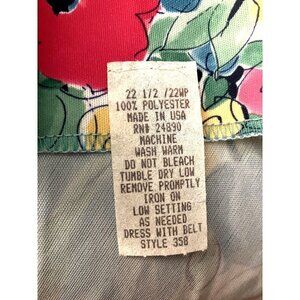 22 1/2 /22WP
100% POLYESTER
MADE IN USA
RN# 24890
MACHINE
WASH WARM
DO NOT BLEACH
TUMBLE DRY LOW
REMOVE PROMPTLY
IRON ON
LOW SETTING
AS NEEDED
DRESS WITH BELT
STYLE 358